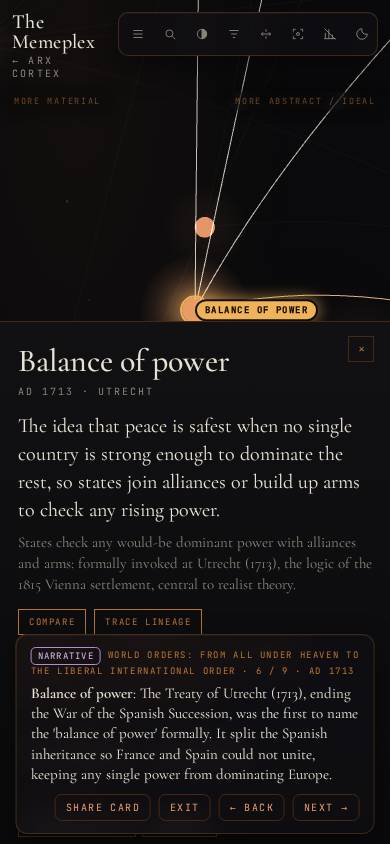 The
Memeplex
← ARX
CORTEX
MORE MATERIAL
MORE ABSTRACT / IDEAL
BALANCE OF POWER
Balance of power
×
AD 1713 · UTRECHT
The idea that peace is safest when no single
country is strong enough to dominate the
rest, so states join alliances or build up arms
to check any rising power.
States check any would-be dominant power with alliances
and arms: formally invoked at Utrecht (1713), the logic of the
1815 Vienna settlement, central to realist theory.
COMPARE
TRACE LINEAGE
NARRATIVE WORLD ORDERS: FROM ALL UNDER HEAVEN TO
THE LIBERAL INTERNATIONAL ORDER · 6 / 9 · AD 1713
Balance of power: The Treaty of Utrecht (1713), ending
the War of the Spanish Succession, was the first to name
the 'balance of power' formally. It split the Spanish
inheritance so France and Spain could not unite,
keeping any single power from dominating Europe.
SHARE CARD
EXIT
← BACK
NEXT →